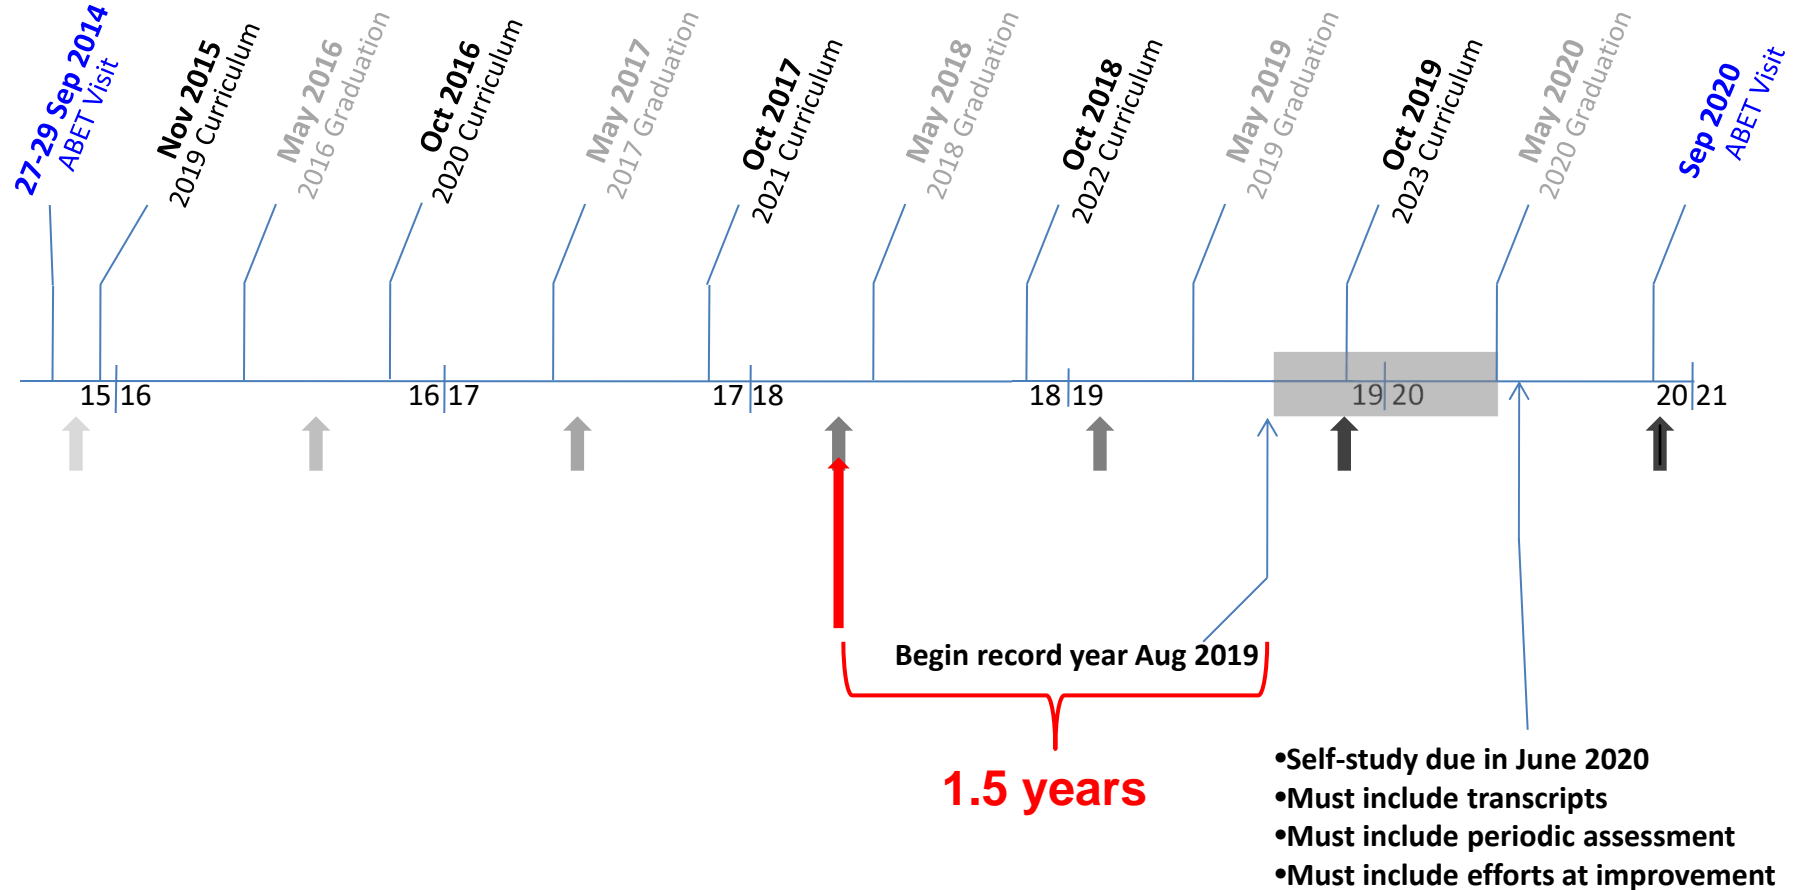 27-29 Sep 2014
ABET Visit
Nov 2015
2019 Curriculum
May 2016
2016 Graduation
Oct 2016
2020 Curriculum
May 2017
2017 Graduation
Oct 2017
2021 Curriculum
May 2018
2018 Graduation
Oct 2018
2022 Curriculum
May 2019
2019 Graduation
Oct 2019
2023 Curriculum
May 2020
2020 Graduation
Sep 2020
ABET Visit
15 16
16 17
17 18
18 19
19 20
20 21
Begin record year Aug 2019
1.5 years
•Self-study due in June 2020
•Must include transcripts
•Must include periodic assessment
•Must include efforts at improvement